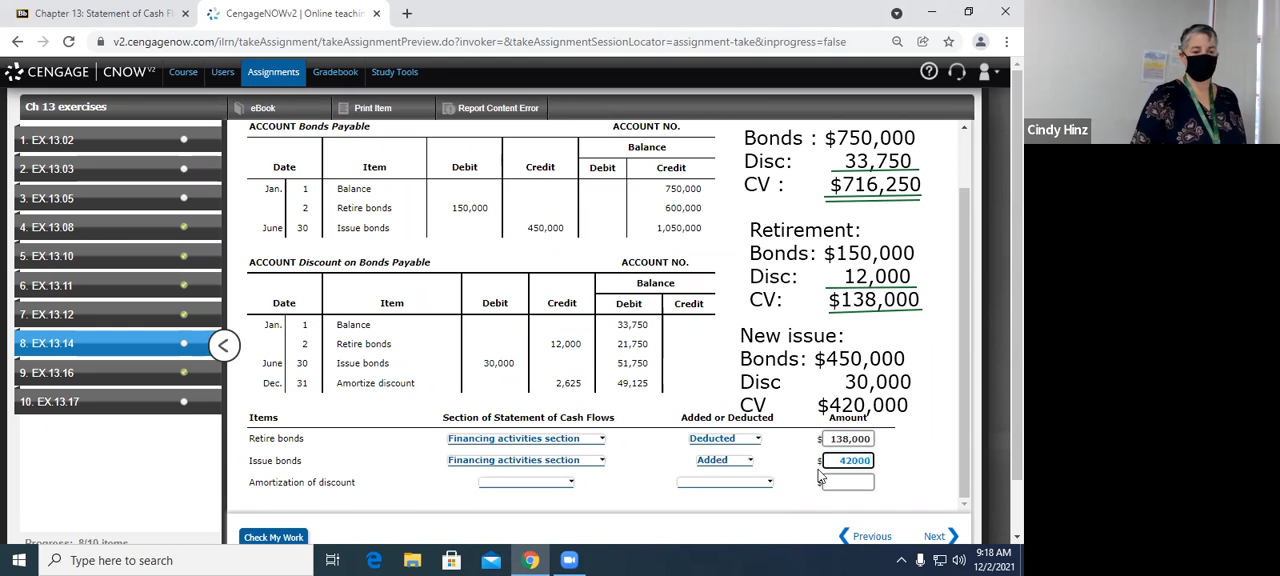 Chapter 13: Statement of Cash F
CengageNOWv2 | Online teachin
v2.cengagenow.com/ilrn/takeAssignment/takeAssignmentPreview.do?invoker=&takeAssignmentSessionLocator=assignment-take&inprogress=false
CENGAGE | CNOWv2 Course Users Assignments Gradebook Study Tools
Ch 13 exercises
eBook Print Item Report Content Error
1. EX.13.02
2. EX.13.03
3. EX.13.05
4. EX.13.08
5. EX.13.10
6. EX.13.11
7. EX.13.12
8. EX.13.14
9. EX.13.16
10. EX.13.17
ACCOUNT Bonds Payable ACCOUNT NO.
Balance
Date Item Debit Credit Debit Credit
Jan. 1 Balance 750,000
2 Retire bonds 150,000 600,000
June 30 Issue bonds 450,000 1,050,000
ACCOUNT Discount on Bonds Payable ACCOUNT NO.
Balance
Date Item Debit Credit Debit Credit
Jan. 1 Balance 33,750
2 Retire bonds 12,000 21,750
June 30 Issue bonds 30,000 51,750
Dec. 31 Amortize discount 2,625 49,125
Bonds : $750,000
Disc: 33,750
CV : $716,250
Retirement:
Bonds: $150,000
Disc: 12,000
CV: $138,000
New issue:
Bonds: $450,000
Disc 30,000
CV $420,000
Items Section of Statement of Cash Flows Added or Deducted Amount
Retire bonds Financing activities section Deducted $ 138,000
Issue bonds Financing activities section Added $ 42000
Amortization of discount
Check My Work
Previous Next
Progress: 8/10 items
Cindy Hinz
Type here to search
9:18 AM
12/2/2021